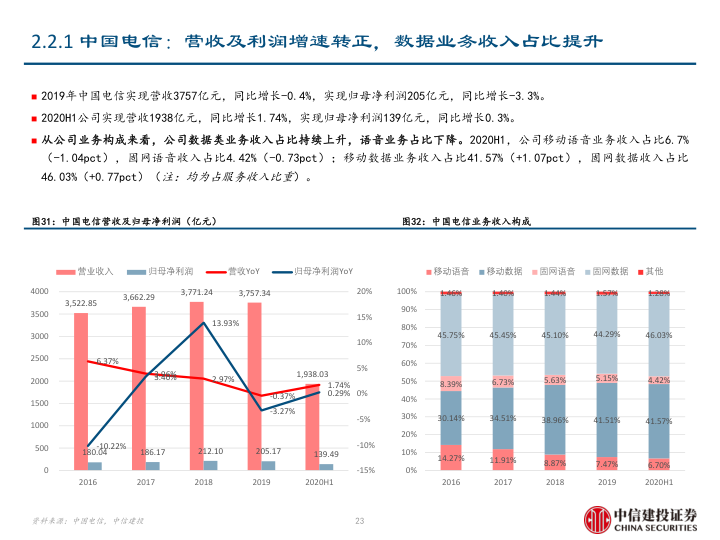 2.2.1 中国电信：营收及利润增速转正，数据业务收入占比提升
2019年中国电信实现营收3757亿元，同比增长-0.4%，实现归母净利润205亿元，同比增长-3.3%。
2020H1公司实现营收1938亿元，同比增长1.74%，实现归母净利润139亿元，同比增长0.3%。
从公司业务构成来看，公司数据类业务收入占比持续上升，语音业务占比下降。2020H1，公司移动语音业务收入占比6.7%
（-1.04pct），固网语音收入占比4.42%（-0.73pct）；移动数据业务收入占比41.57%（+1.07pct），固网数据收入占比
46.03%（+0.77pct）（注：均为占服务收入比重）。
图31：中国电信营收及归母净利润（亿元）
营业收入 归母净利润 营收YoY 归母净利润YoY
4000 3500 3000 2500 2000 1500 1000 500 0
20% 15% 10% 5% 0% -5% -10% -15%
3,522.85 3,662.29 3,771.24 3,757.34 1,938.03
6.37% 3.96% 2.97% -0.37% 1.74%
-10.22% 3.40% 13.93% -3.27% 0.29%
180.04 186.17 212.10 205.17 139.49
2016 2017 2018 2019 2020H1
图32：中国电信业务收入构成
移动语音 移动数据 固网语音 固网数据 其他
100% 90% 80% 70% 60% 50% 40% 30% 20% 10% 0%
1.46% 1.40% 1.44% 1.57% 1.28%
45.75% 45.45% 45.10% 44.29% 46.03%
8.39% 6.73% 5.63% 5.15% 4.42%
30.14% 34.51% 38.96% 41.51% 41.57%
14.27% 11.91% 8.87% 7.47% 6.70%
2016 2017 2018 2019 2020H1
资料来源：中国电信，中信建投
23
中信建投证券
CHINA SECURITIES